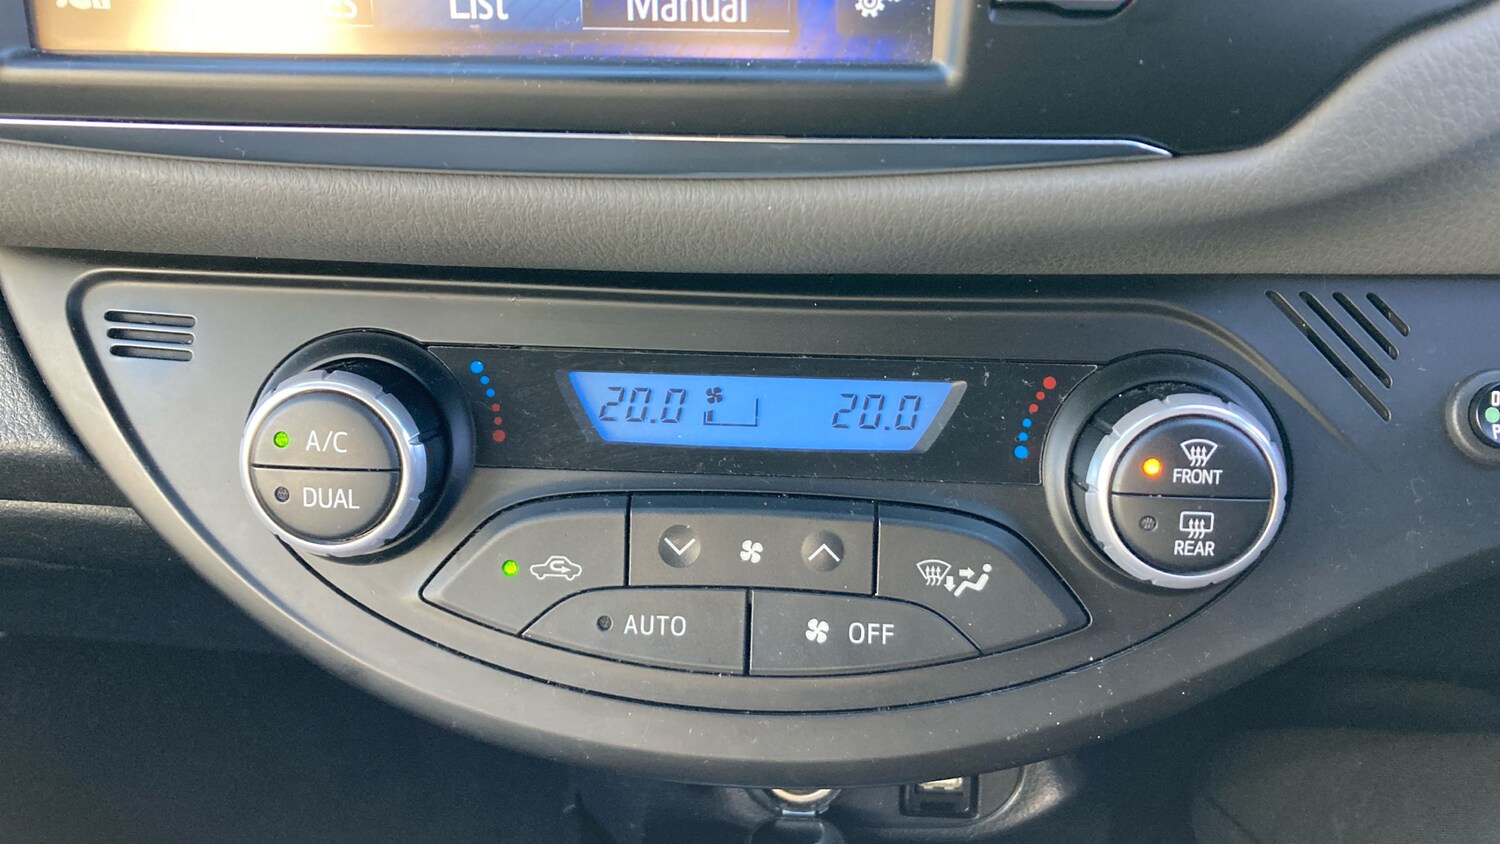 List
Manual
20.0
20.0
A/C
DUAL
FRONT
REAR
AUTO
OFF